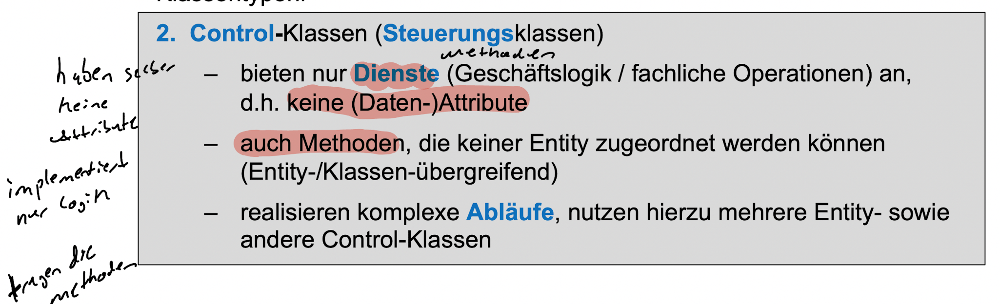 Klassentypen:
2. Control-Klassen (Steuerungsklassen)
methoden
– bieten nur Dienste (Geschäftslogik / fachliche Operationen) an,
d.h. keine (Daten-)Attribute
– auch Methoden, die keiner Entity zugeordnet werden können
(Entity-/Klassen-übergreifend)
– realisieren komplexe Abläufe, nutzen hierzu mehrere Entity- sowie
andere Control-Klassen
haben selber
keine
Attribute
implementiert
nur Login
tragen die
methoden